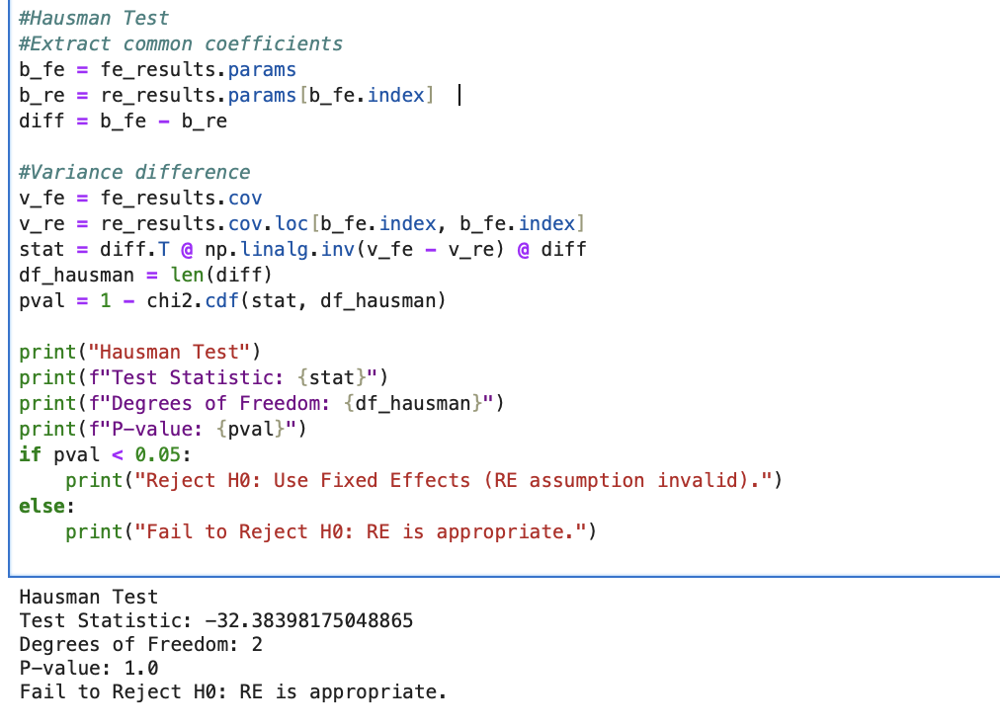 #Hausman Test
#Extract common coefficients
b_fe = fe_results.params
b_re = re_results.params[b_fe.index]
diff = b_fe - b_re

#Variance difference
v_fe = fe_results.cov
v_re = re_results.cov.loc[b_fe.index, b_fe.index]
stat = diff.T @ np.linalg.inv(v_fe - v_re) @ diff
df_hausman = len(diff)
pval = 1 - chi2.cdf(stat, df_hausman)

print("Hausman Test")
print(f"Test Statistic: {stat}")
print(f"Degrees of Freedom: {df_hausman}")
print(f"P-value: {pval}")
if pval < 0.05:
    print("Reject H0: Use Fixed Effects (RE assumption invalid).")
else:
    print("Fail to Reject H0: RE is appropriate.")

Hausman Test
Test Statistic: -32.38398175048865
Degrees of Freedom: 2
P-value: 1.0
Fail to Reject H0: RE is appropriate.